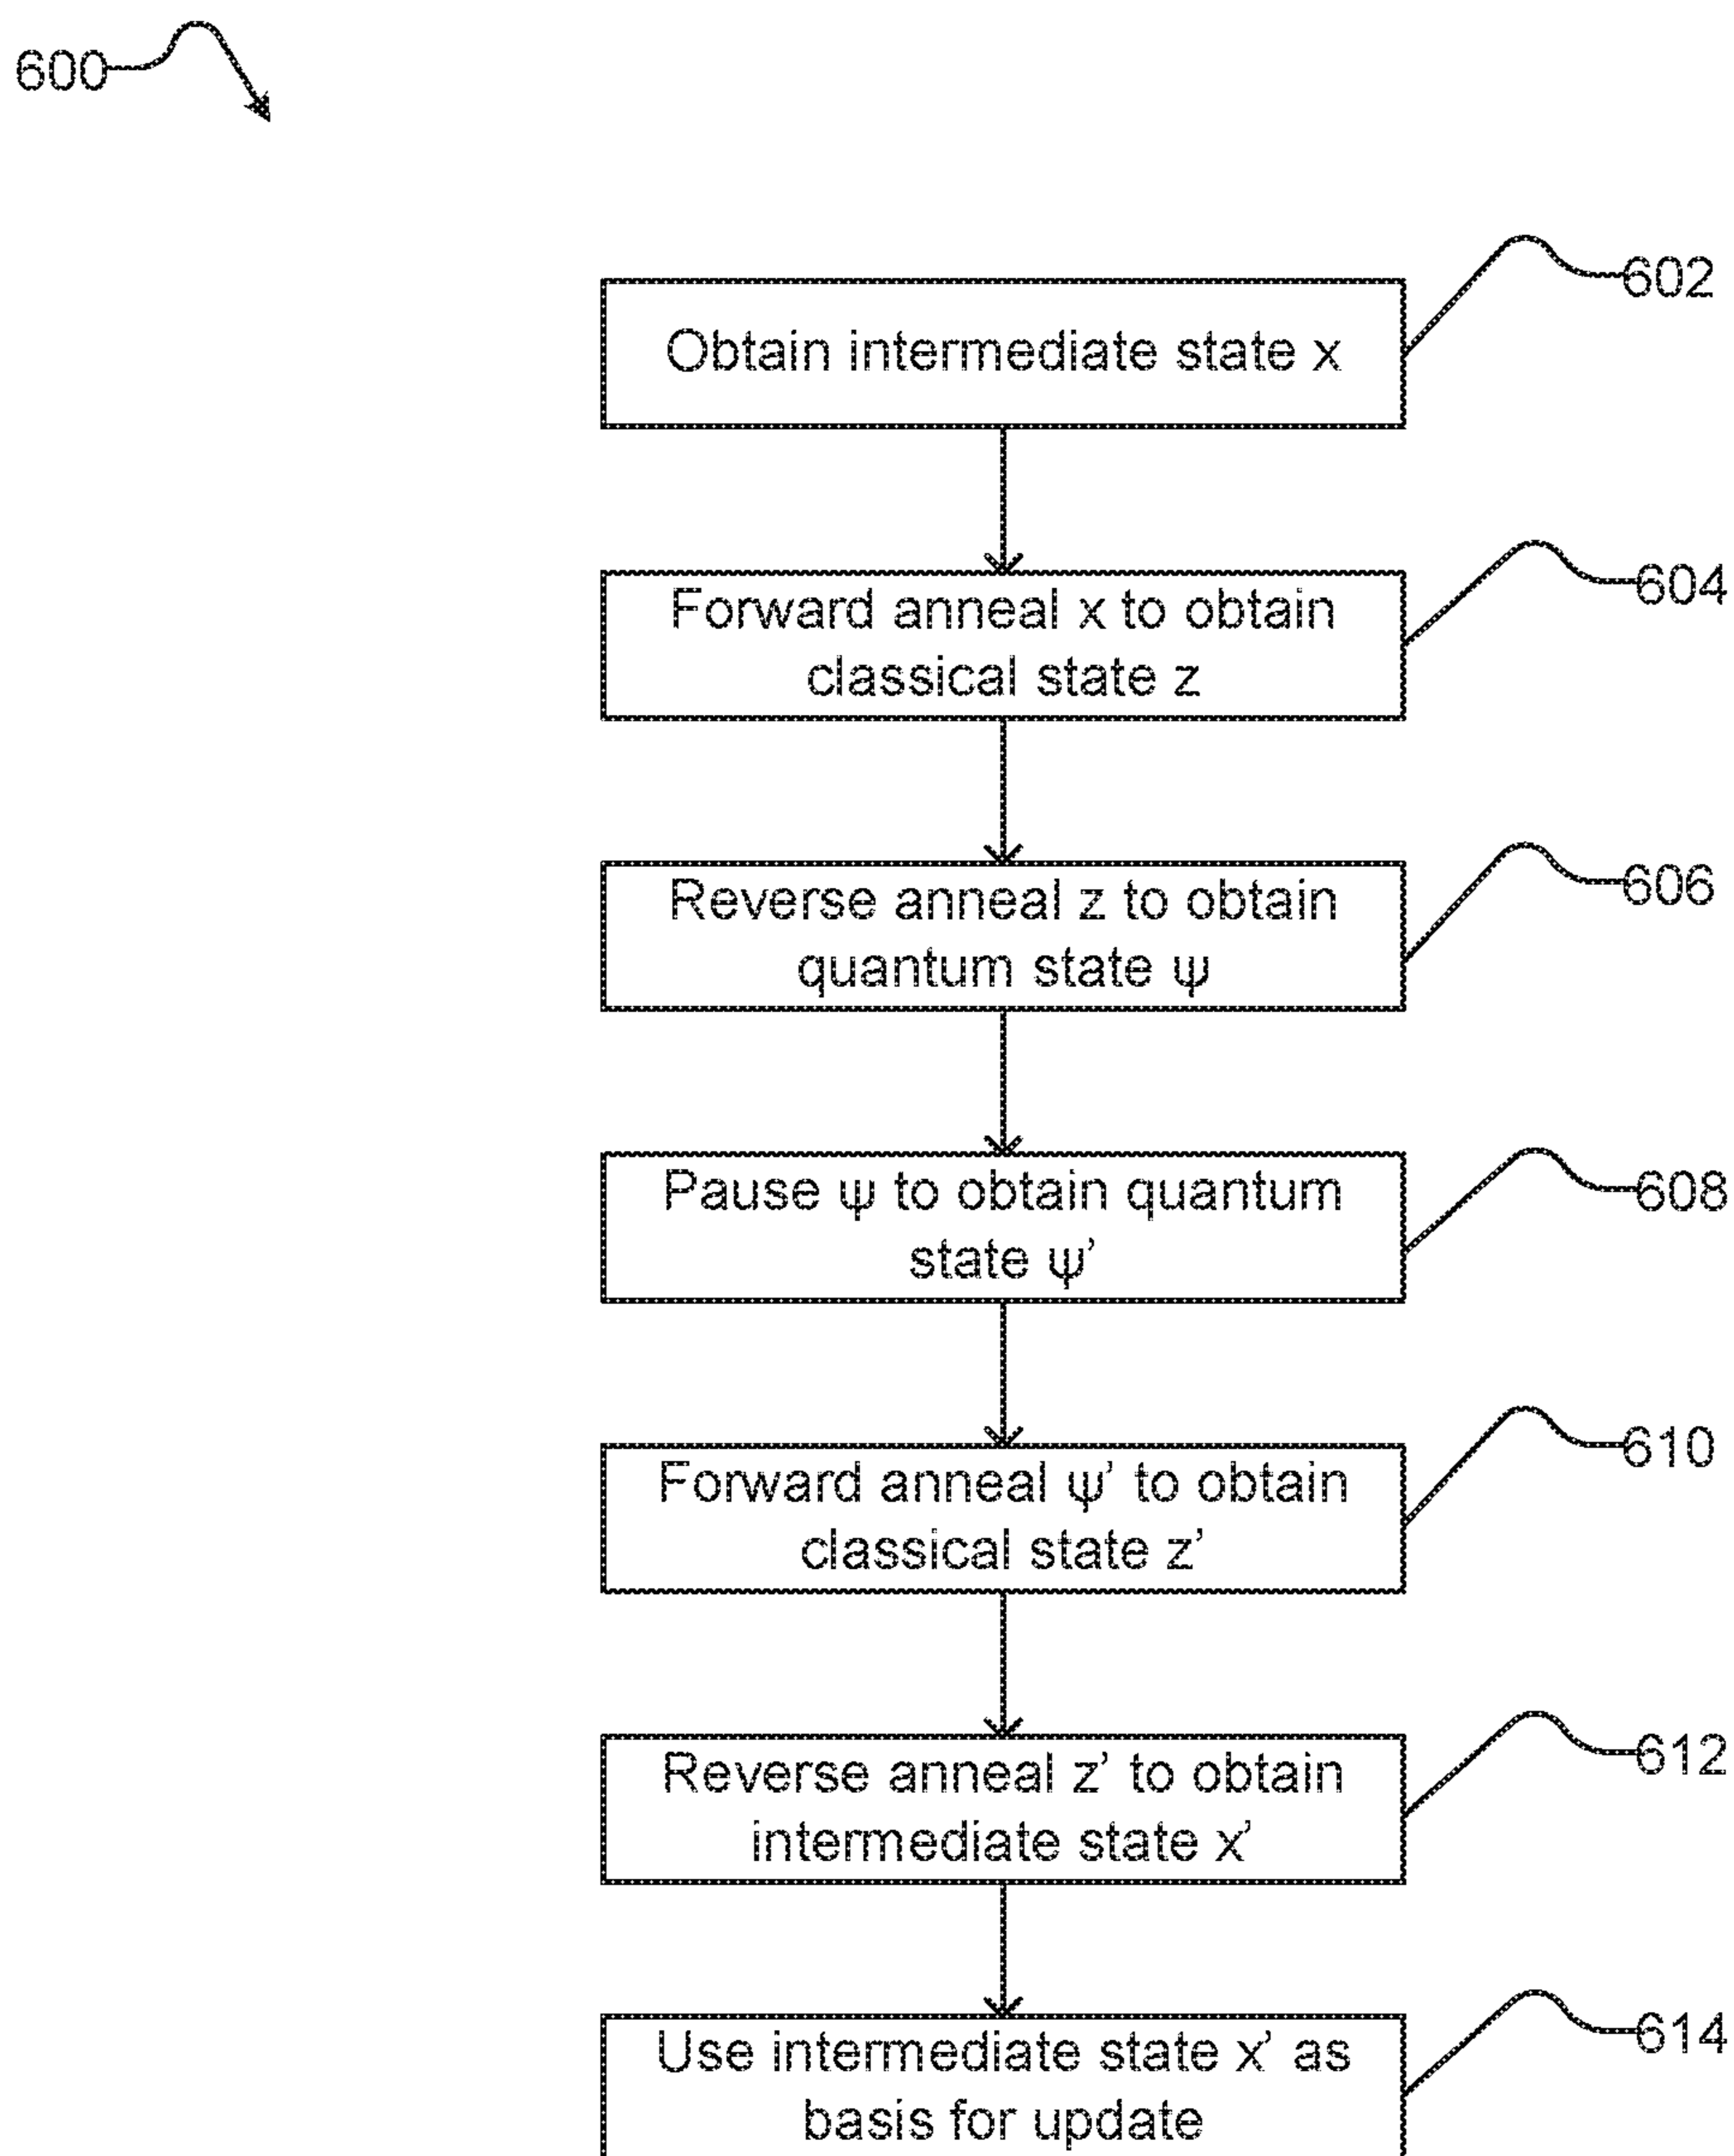 600
602
Obtain intermediate state x
604
Forward anneal x to obtain
classical state z
606
Reverse anneal z to obtain
quantum state ψ
608
Pause ψ to obtain quantum
state ψ’
610
Forward anneal ψ’ to obtain
classical state z’
612
Reverse anneal z’ to obtain
intermediate state x’
614
Use intermediate state x’ as
basis for update